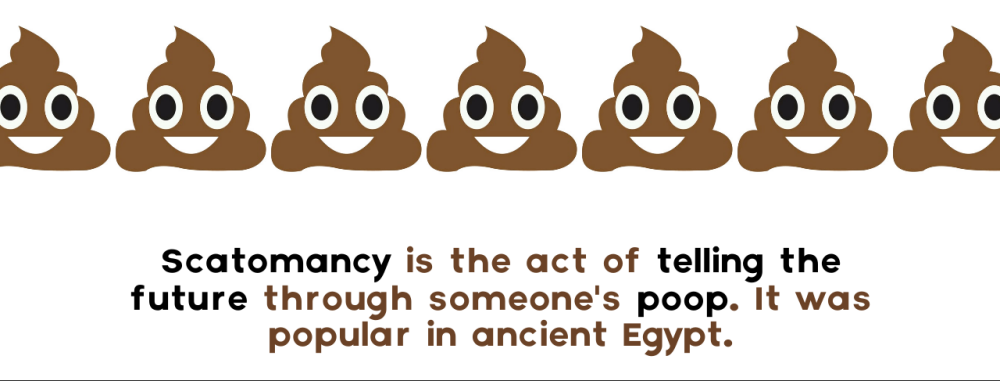 Scatomancy is the act of telling the
future through someone's poop. It was
popular in ancient Egypt.